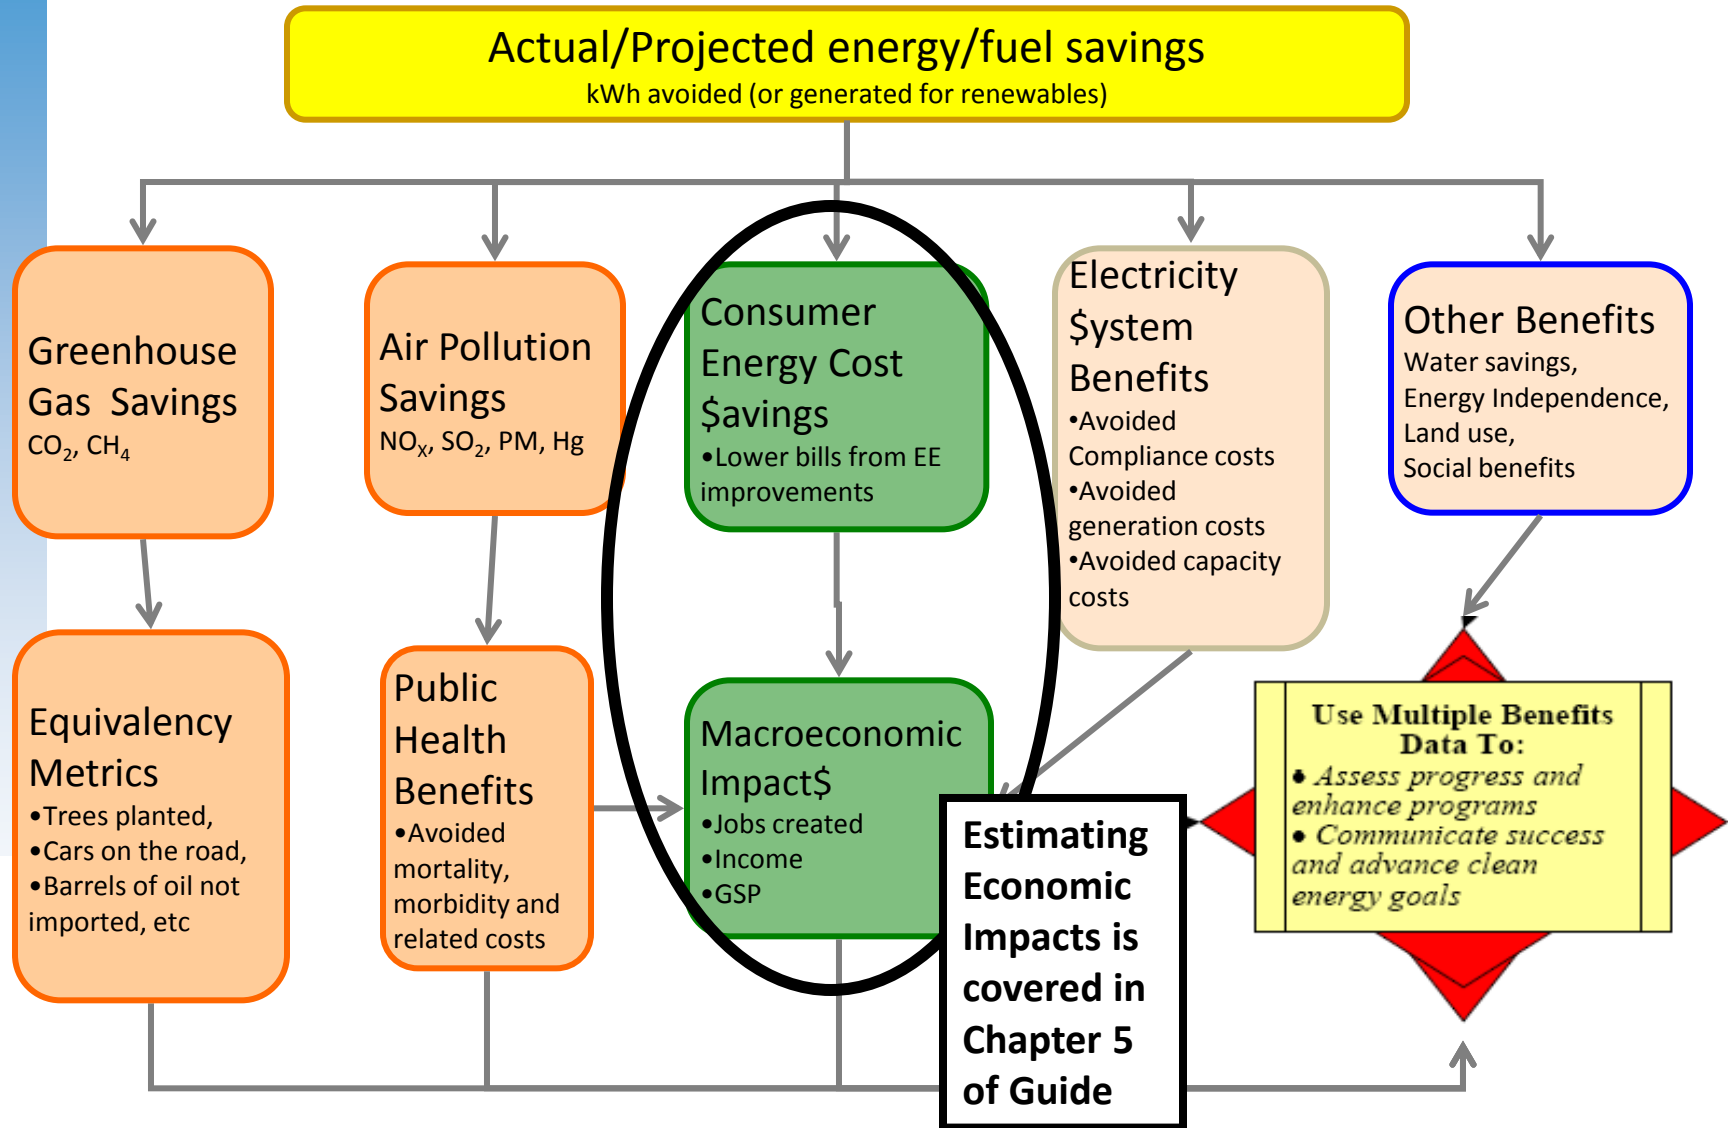 Actual/Projected energy/fuel savings
kWh avoided (or generated for renewables)
Greenhouse
Gas Savings
CO₂, CH₄
Air Pollution
Savings
NOₓ, SO₂, PM, Hg
Consumer
Energy Cost
$avings
•Lower bills from EE
improvements
Electricity
$ystem
Benefits
•Avoided
Compliance costs
•Avoided
generation costs
•Avoided capacity
costs
Other Benefits
Water savings,
Energy Independence,
Land use,
Social benefits
Equivalency
Metrics
•Trees planted,
•Cars on the road,
•Barrels of oil not
imported, etc
Public
Health
Benefits
•Avoided
mortality,
morbidity and
related costs
Macroeconomic
Impact$
•Jobs created
•Income
•GSP
Estimating
Economic
Impacts is
covered in
Chapter 5
of Guide
Use Multiple Benefits
Data To:
● Assess progress and
enhance programs
● Communicate success
and advance clean
energy goals